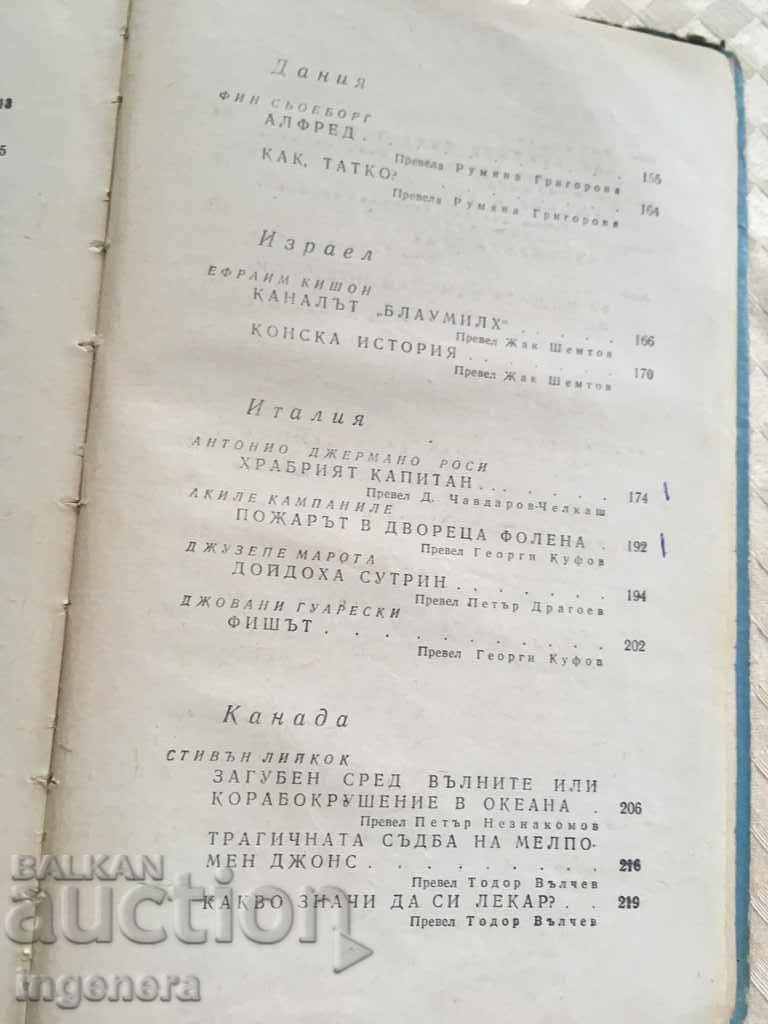 13
5
Дания
ФИН СЬОЕБОРГ
АЛФРЕД . . . . . . . . . . . 155
Превела Румяна Григорова
КАК, ТАТКО? . . . . . . . . . 164
Превела Румяна Григорова
Израел
ЕФРАИМ КИШОН
КАНАЛЪТ „БЛАУМИЛХ“ . . . . . 166
Превел Жак Шемтов
КОНСКА ИСТОРИЯ . . . . . . . 170
Превел Жак Шемтов
Италия
АНТОНИО ДЖЕРМАНО РОСИ
ХРАБРИЯТ КАПИТАН . . . . . . 174
Превел Д. Чавдаров-Челкаш
АКИЛЕ КАМПАНИЛЕ
ПОЖАРЪТ В ДВОРЕЦА ФОЛЕНА . 192
Превел Георги Куфов
ДЖУЗЕПЕ МАРОТА
ДОЙДОХА СУТРИН . . . . . . . 194
Превел Петър Драгоев
ДЖОВАНИ ГУАРЕСКИ
ФИШЪТ . . . . . . . . . . . 202
Превел Георги Куфов
Канада
СТИВЪН ЛИЙКОК
ЗАГУБЕН СРЕД ВЪЛНИТЕ ИЛИ
КОРАБОКРУШЕНИЕ В ОКЕАНА . 206
Превел Петър Незнакомов
ТРАГИЧНАТА СЪДБА НА МЕЛПО-
МЕН ДЖОНС . . . . . . . . . 216
Превел Тодор Вълчев
КАКВО ЗНАЧИ ДА СИ ЛЕКАР? . . 219
Превел Тодор Вълчев
BALKAN
auction
ingenera